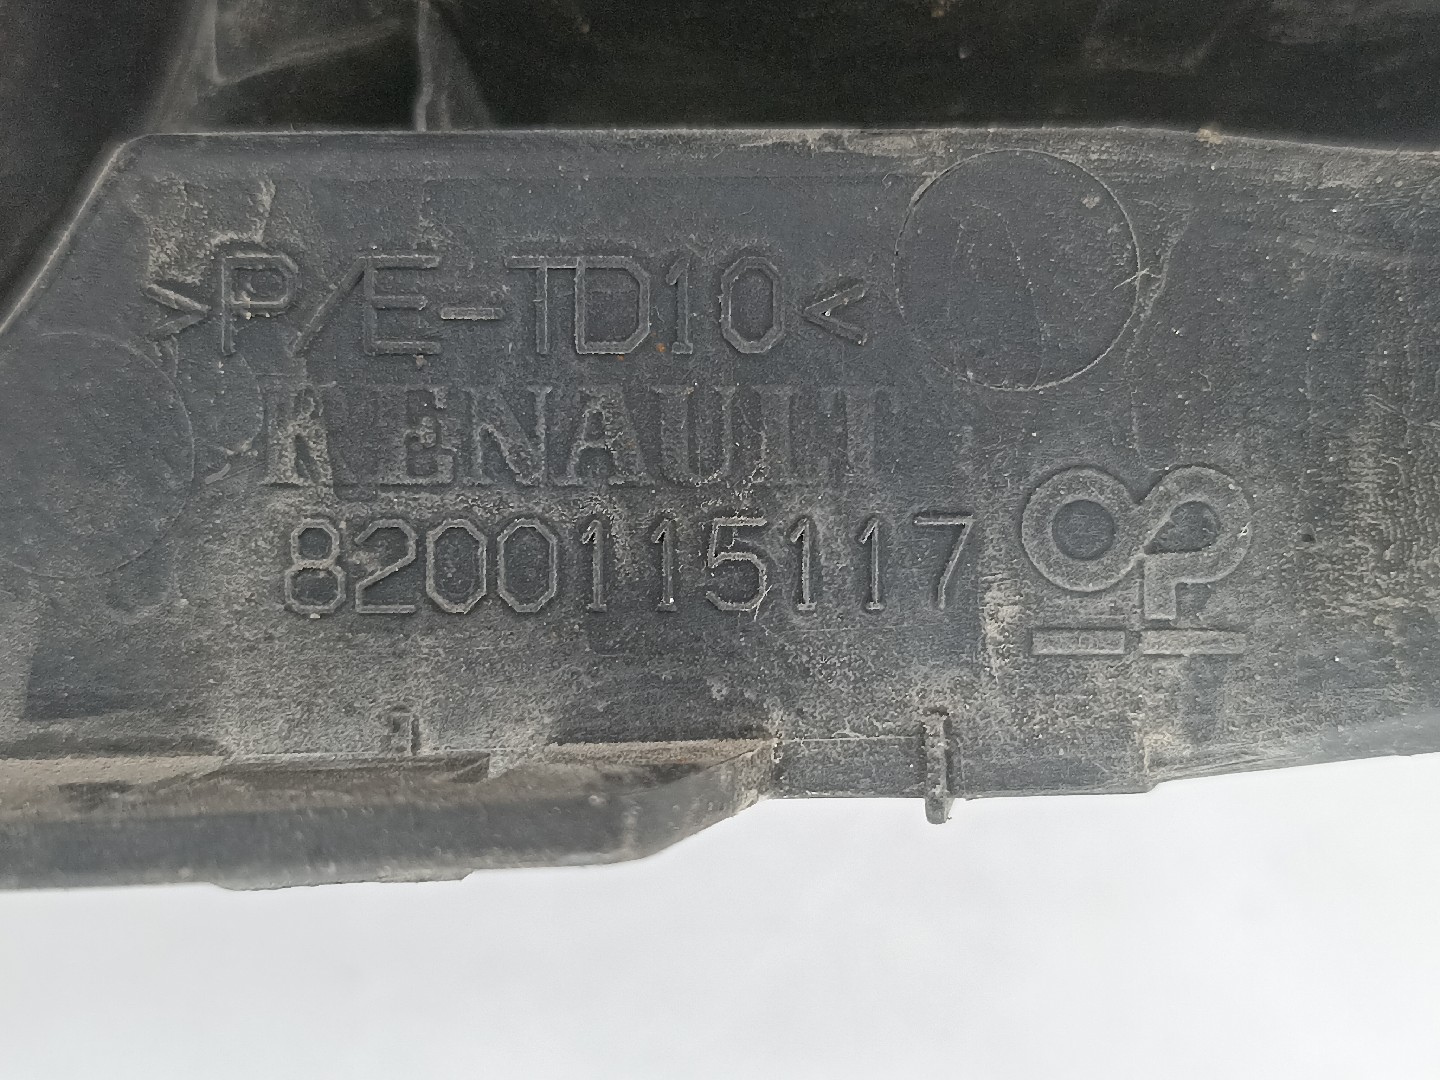 >P/E-TD10<
RENAULT
8200115117